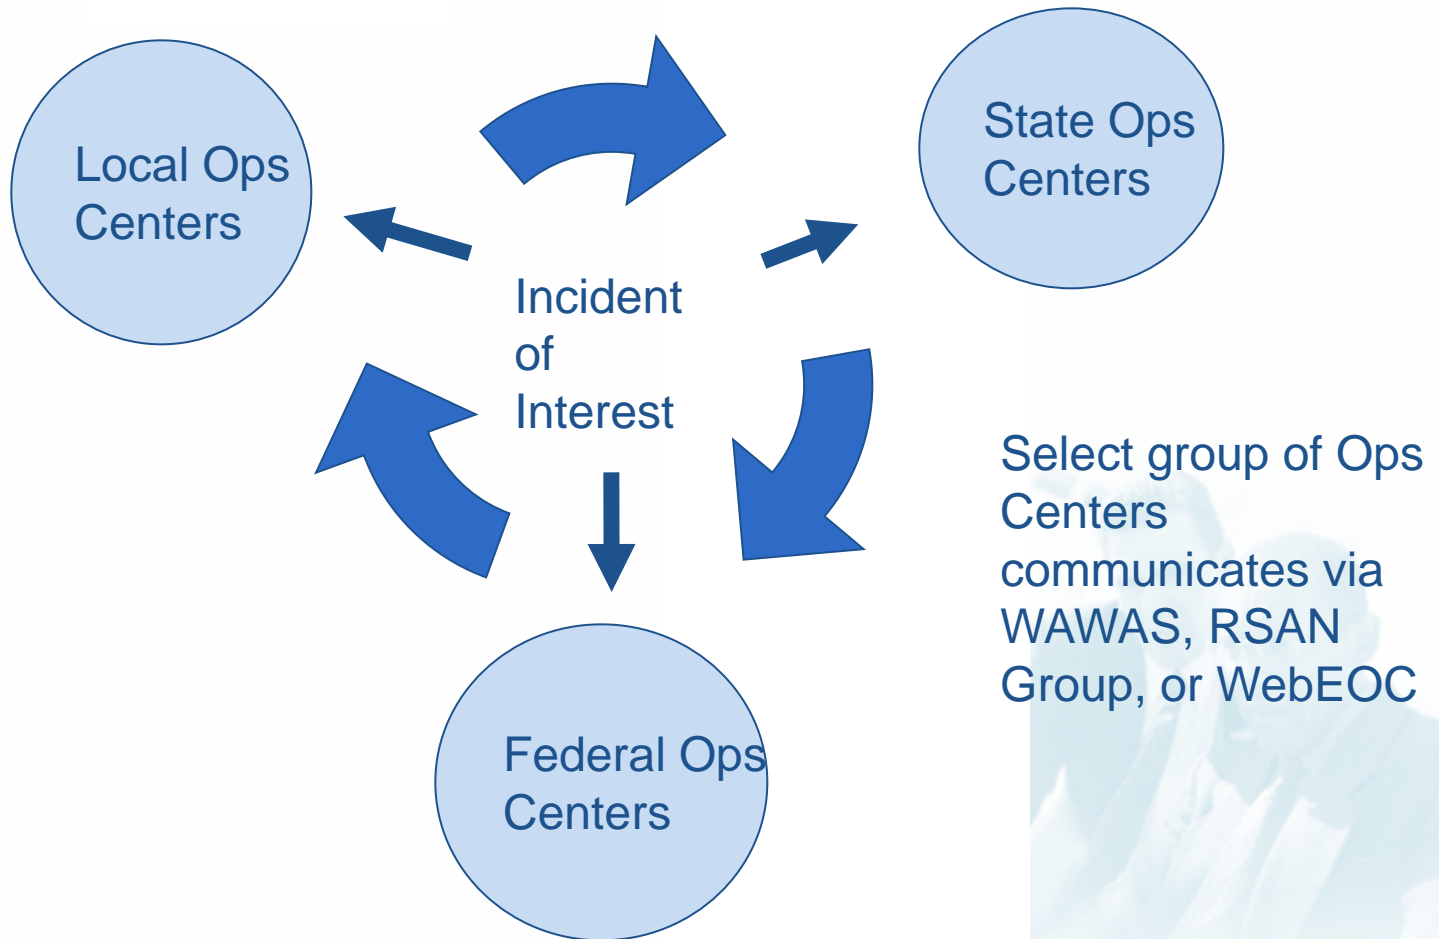 Local Ops
Centers
State Ops
Centers
Incident
of
Interest
Select group of Ops
Centers
communicates via
WAWAS, RSAN
Group, or WebEOC
Federal Ops
Centers